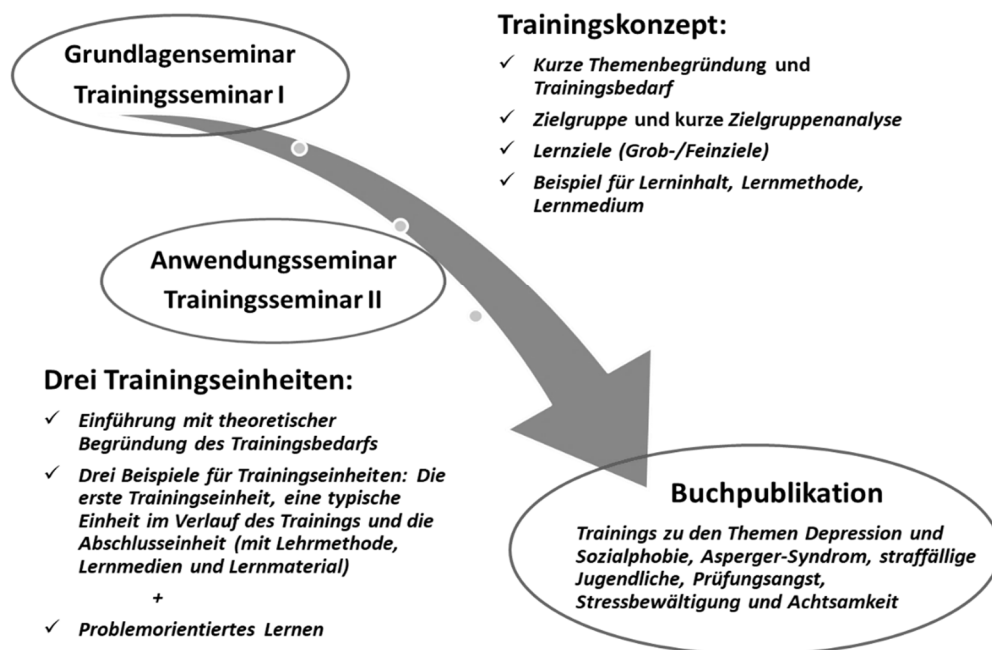 Grundlagenseminar
Trainingsseminar I
Trainingskonzept:
✓ Kurze Themenbegründung und
Trainingsbedarf
✓ Zielgruppe und kurze Zielgruppenanalyse
✓ Lernziele (Grob-/Feinziele)
✓ Beispiel für Lerninhalt, Lernmethode,
Lernmedium
Anwendungsseminar
Trainingsseminar II
Drei Trainingseinheiten:
✓ Einführung mit theoretischer
Begründung des Trainingsbedarfs
✓ Drei Beispiele für Trainingseinheiten: Die
erste Trainingseinheit, eine typische
Einheit im Verlauf des Trainings und die
Abschlusseinheit (mit Lehrmethode,
Lernmedien und Lernmaterial)
+
✓ Problemorientiertes Lernen
Buchpublikation
Trainings zu den Themen Depression und
Sozialphobie, Asperger-Syndrom, straffällige
Jugendliche, Prüfungsangst,
Stressbewältigung und Achtsamkeit